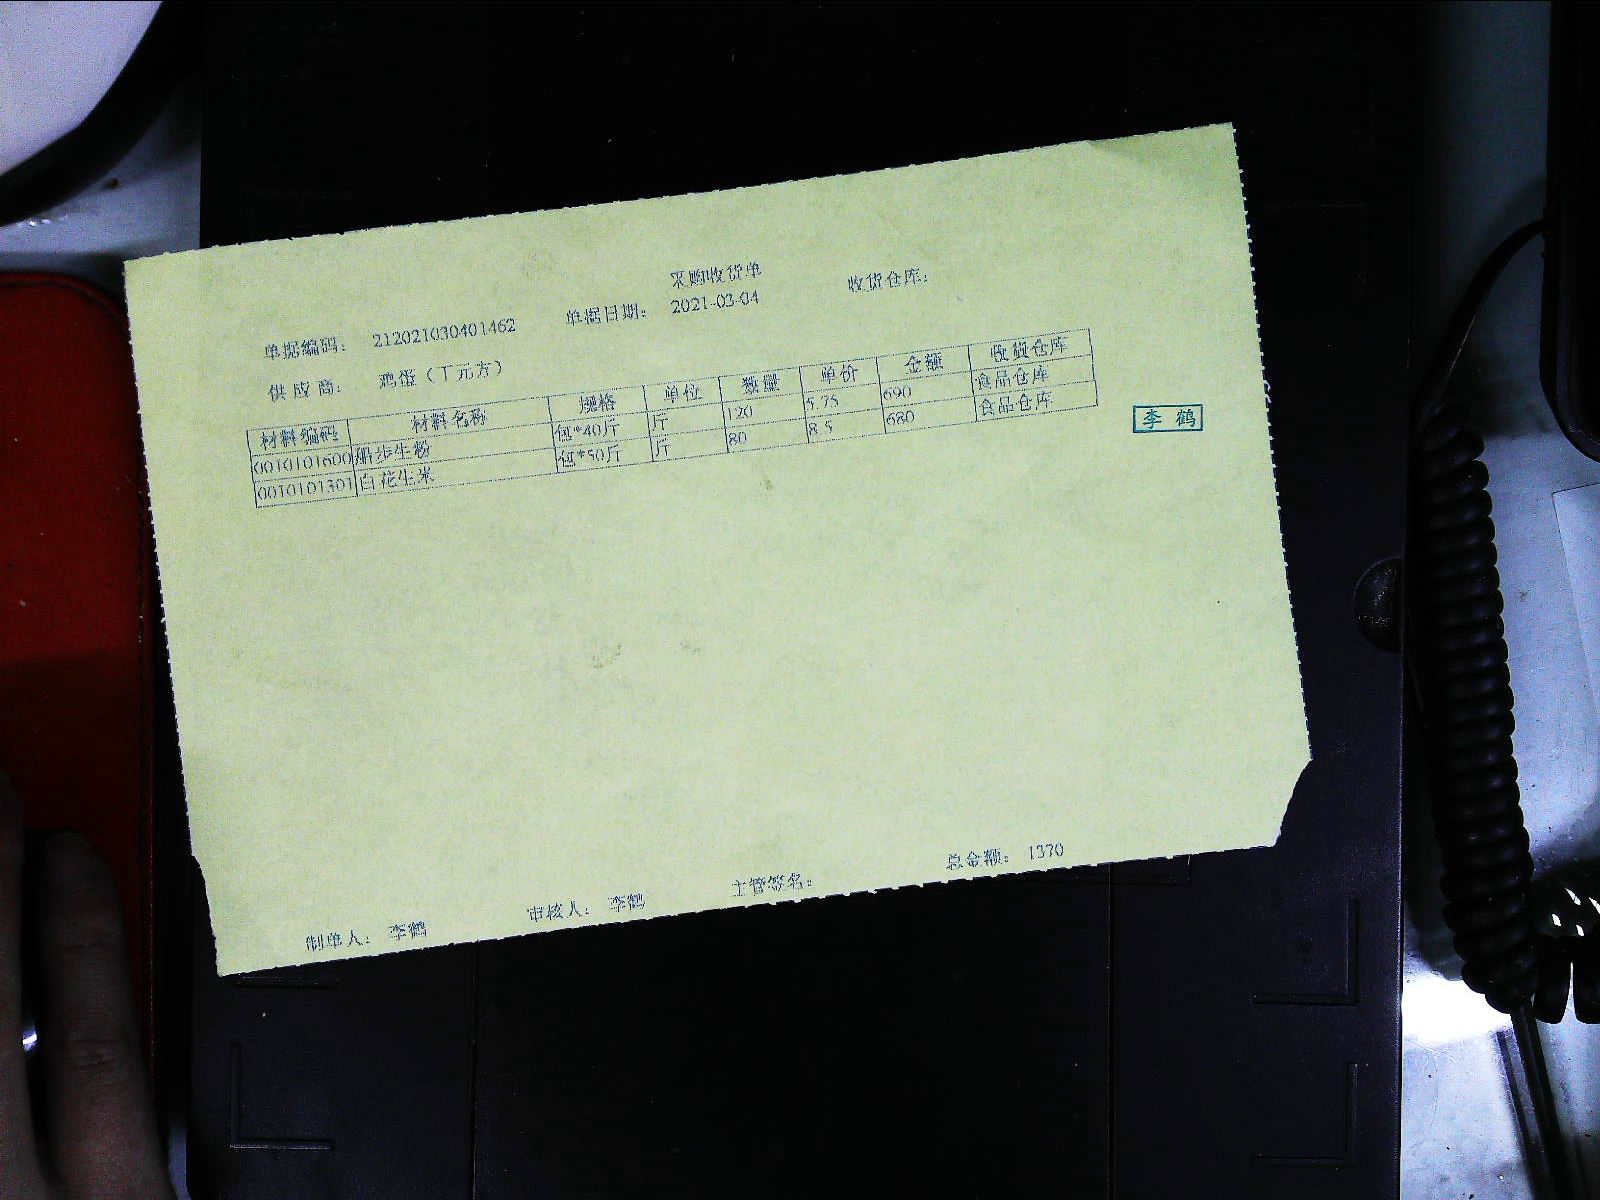 采购收货单
单据编码: 212021030401462 单据日期: 2021-03-04 收货仓库:
供应商: 鸿蛋(丁元方)
材料编码 材料名称 规格 单位 数量 单价 金额 收货仓库
0010101600 船步生粉 包*40斤 斤 120 5.75 690 食品仓库
0010101301 白花生米 包*50斤 斤 80 8.5 680 食品仓库
李鹤
制单人: 李鹤 审核人: 李鹤 主管签名: 总金额: 1370